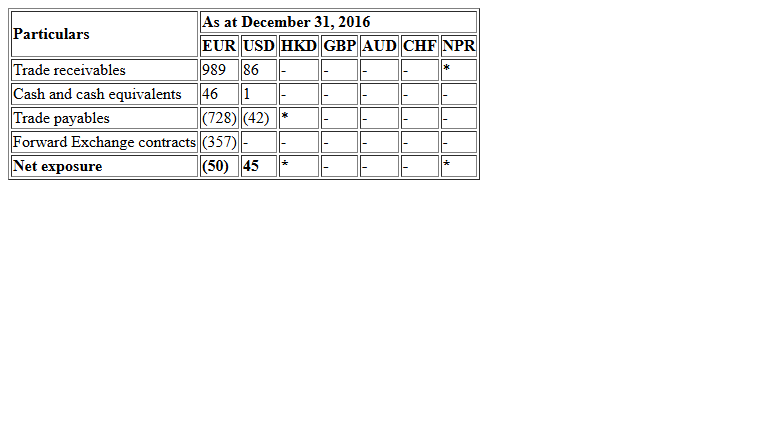 Particulars As at December 31, 2016
EUR USD HKD GBP AUD CHF NPR
Trade receivables 989 86 - - - - *
Cash and cash equivalents 46 1 - - - - -
Trade payables (728) (42) * - - - -
Forward Exchange contracts (357) - - - - - -
Net exposure (50) 45 * - - - *